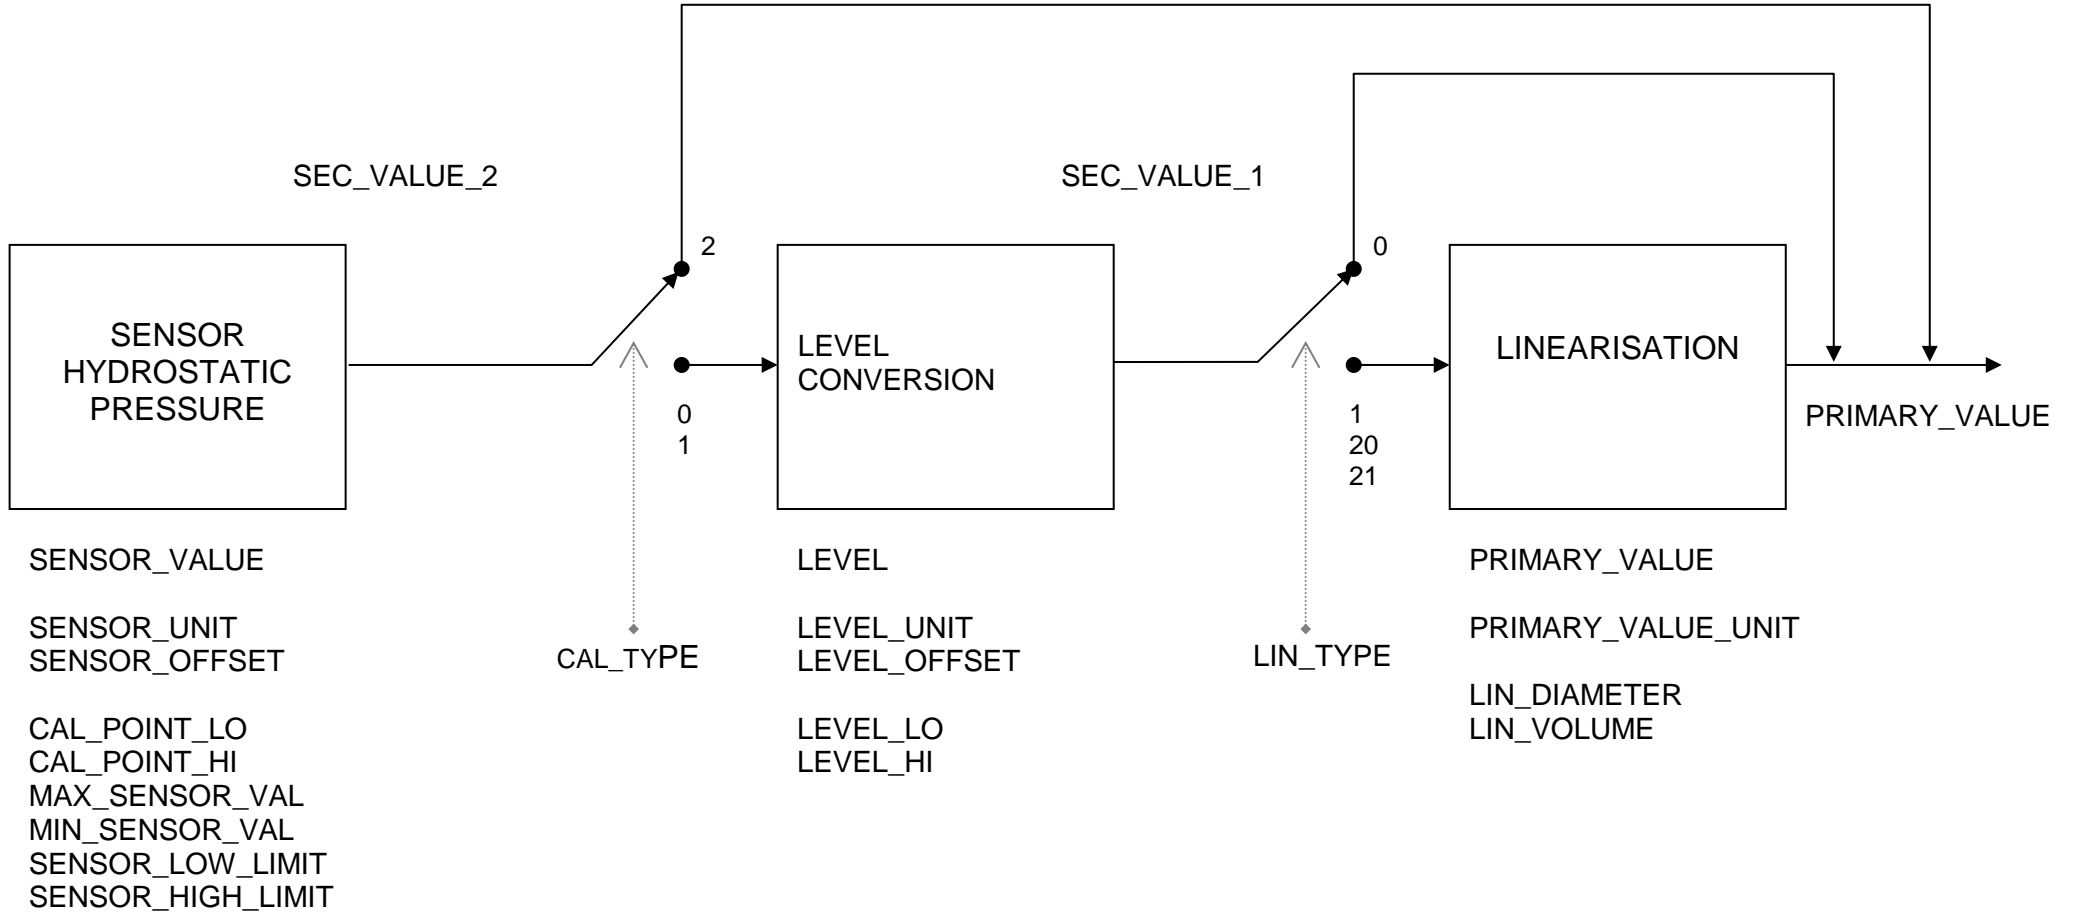 SEC_VALUE_2
SEC_VALUE_1
2
0
SENSOR
HYDROSTATIC
PRESSURE
LEVEL
CONVERSION
LINEARISATION
0
1
1
20
21
PRIMARY_VALUE
SENSOR_VALUE
SENSOR_UNIT
SENSOR_OFFSET
CAL_POINT_LO
CAL_POINT_HI
MAX_SENSOR_VAL
MIN_SENSOR_VAL
SENSOR_LOW_LIMIT
SENSOR_HIGH_LIMIT
CAL_TYPE
LEVEL
LEVEL_UNIT
LEVEL_OFFSET
LEVEL_LO
LEVEL_HI
LIN_TYPE
PRIMARY_VALUE
PRIMARY_VALUE_UNIT
LIN_DIAMETER
LIN_VOLUME